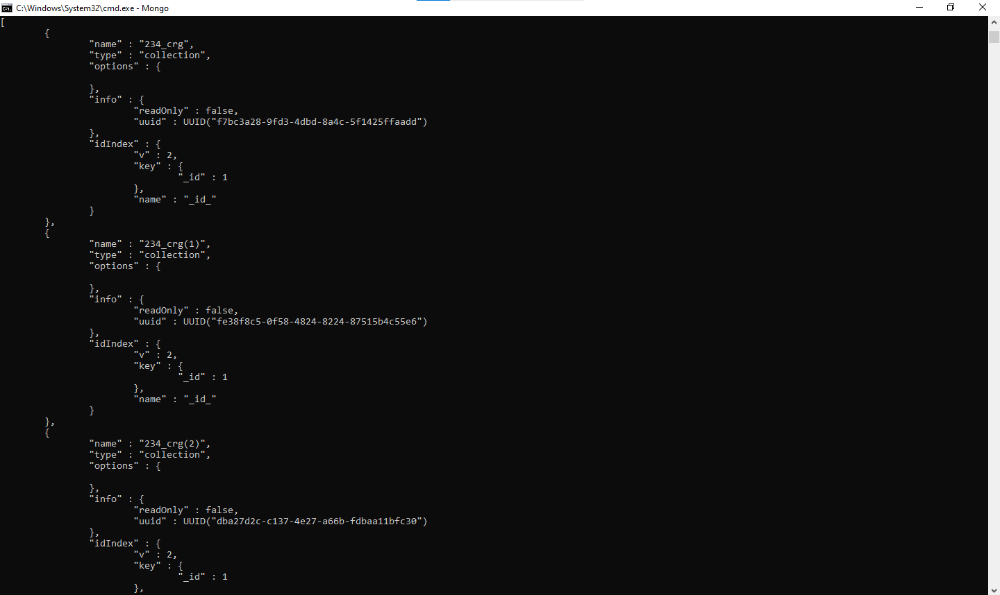 C:\Windows\System32\cmd.exe - Mongo
[
        {
                "name" : "234_crg",
                "type" : "collection",
                "options" : {

                },
                "info" : {
                        "readOnly" : false,
                        "uuid" : UUID("f7bc3a28-9fd3-4dbd-8a4c-5f1425ffaadd")
                },
                "idIndex" : {
                        "v" : 2,
                        "key" : {
                                "_id" : 1
                        },
                        "name" : "_id_"
                }
        },
        {
                "name" : "234_crg(1)",
                "type" : "collection",
                "options" : {

                },
                "info" : {
                        "readOnly" : false,
                        "uuid" : UUID("fe38f8c5-0f58-4824-8224-87515b4c55e6")
                },
                "idIndex" : {
                        "v" : 2,
                        "key" : {
                                "_id" : 1
                        },
                        "name" : "_id_"
                }
        },
        {
                "name" : "234_crg(2)",
                "type" : "collection",
                "options" : {

                },
                "info" : {
                        "readOnly" : false,
                        "uuid" : UUID("dba27d2c-c137-4e27-a66b-fdbaa11bfc30")
                },
                "idIndex" : {
                        "v" : 2,
                        "key" : {
                                "_id" : 1
                        },